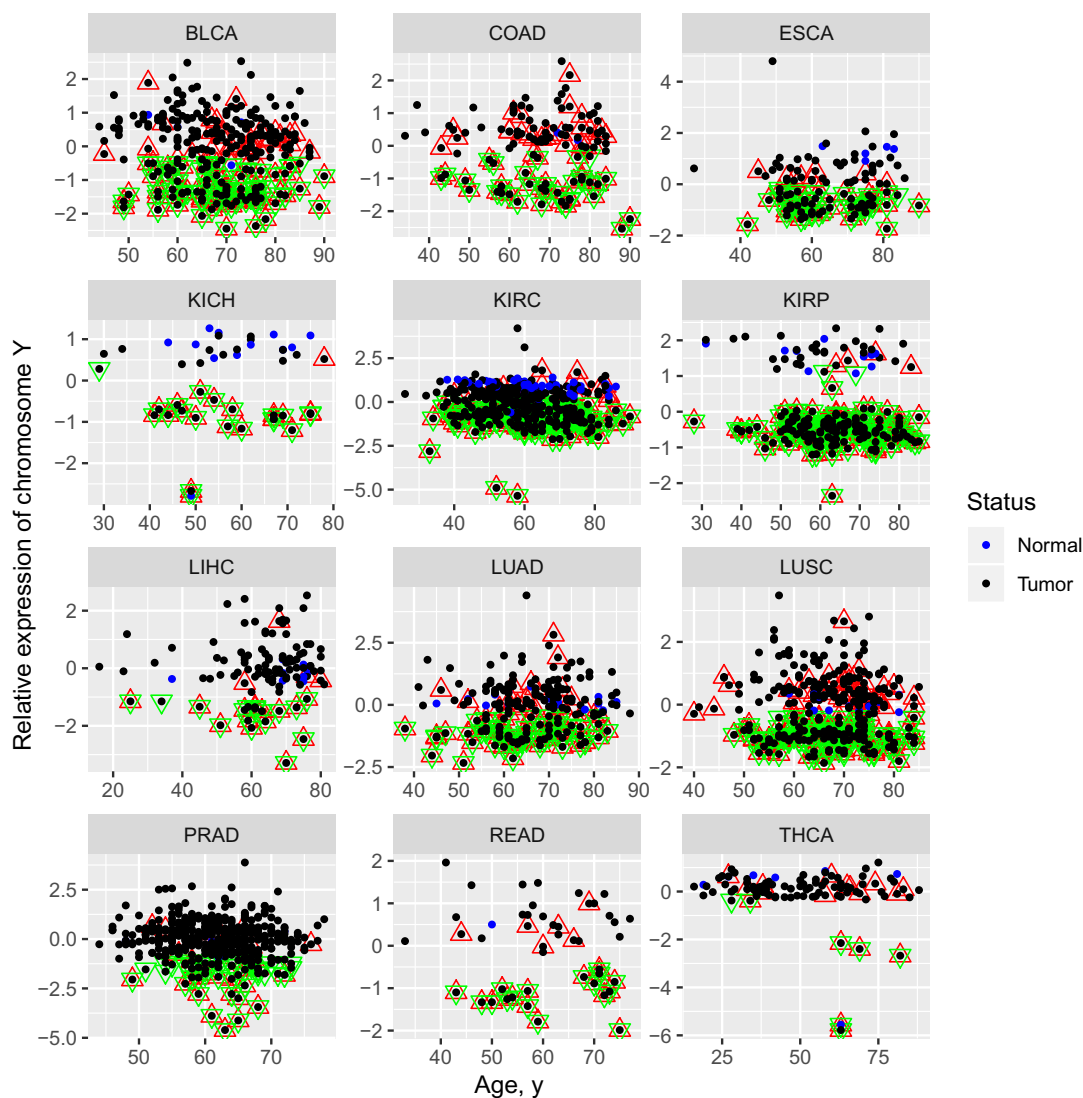 BLCA COAD ESCA
2 1 0 −1 −2
50 60 70 80 90
2 1 0 −1 −2
40 50 60 70 80 90
4 2 0 −2
40 60 80
KICH KIRC KIRP
1 0 −1 −2
30 40 50 60 70 80
2.5 0.0 −2.5 −5.0
40 60 80
2 1 0 −1 −2
30 40 50 60 70 80
LIHC LUAD LUSC
2 0 −2
20 40 60 80
2.5 0.0 −2.5
40 50 60 70 80 90
4 2 0 −2
40 50 60 70 80
PRAD READ THCA
2.5 0.0 −2.5 −5.0
50 60 70
2 1 0 −1 −2
40 50 60 70
0 −2 −4 −6
25 50 75
Relative expression of chromosome Y
Age, y
Status
Normal
Tumor